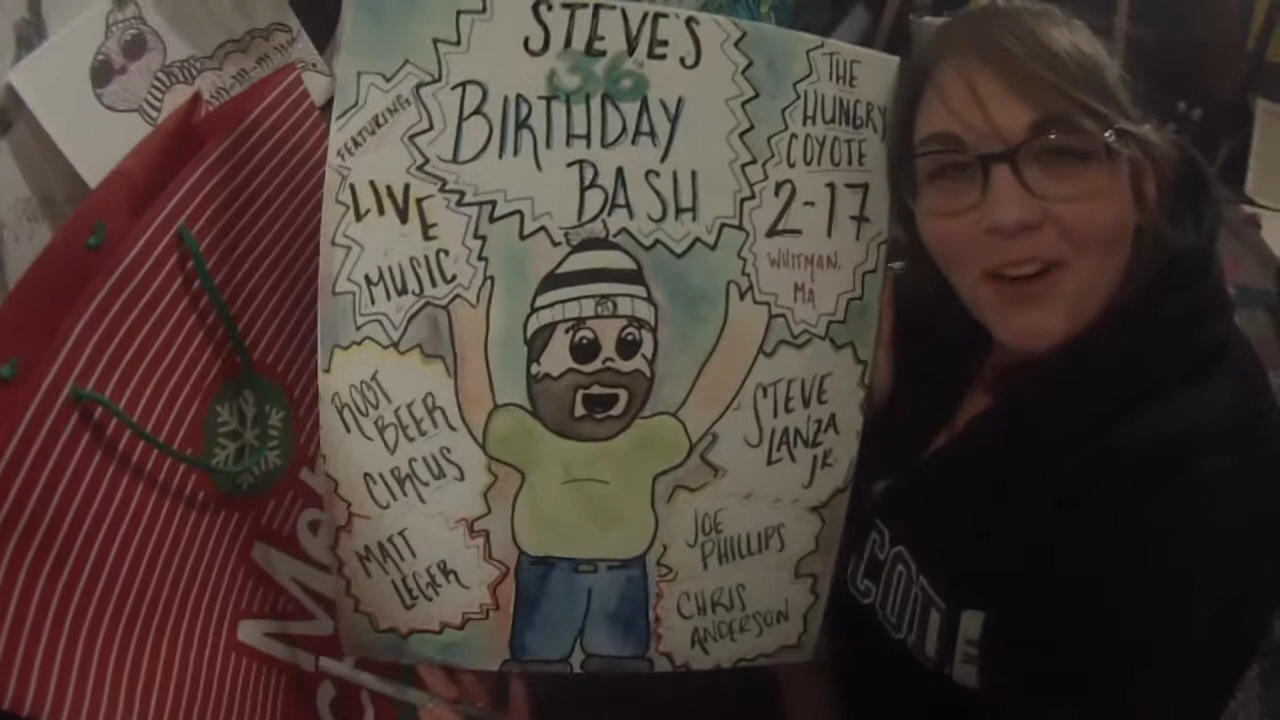 STEVE'S
36
BIRTHDAY
BASH
FEATURING
LIVE
MUSIC
THE
HUNGRY
COYOTE
2-17
WHITMAN,
MA
ROOT
BEER
CIRCUS
MATT
LEGER
STEVE
LANZA
JR
JOE
PHILLIPS
CHRIS
ANDERSON